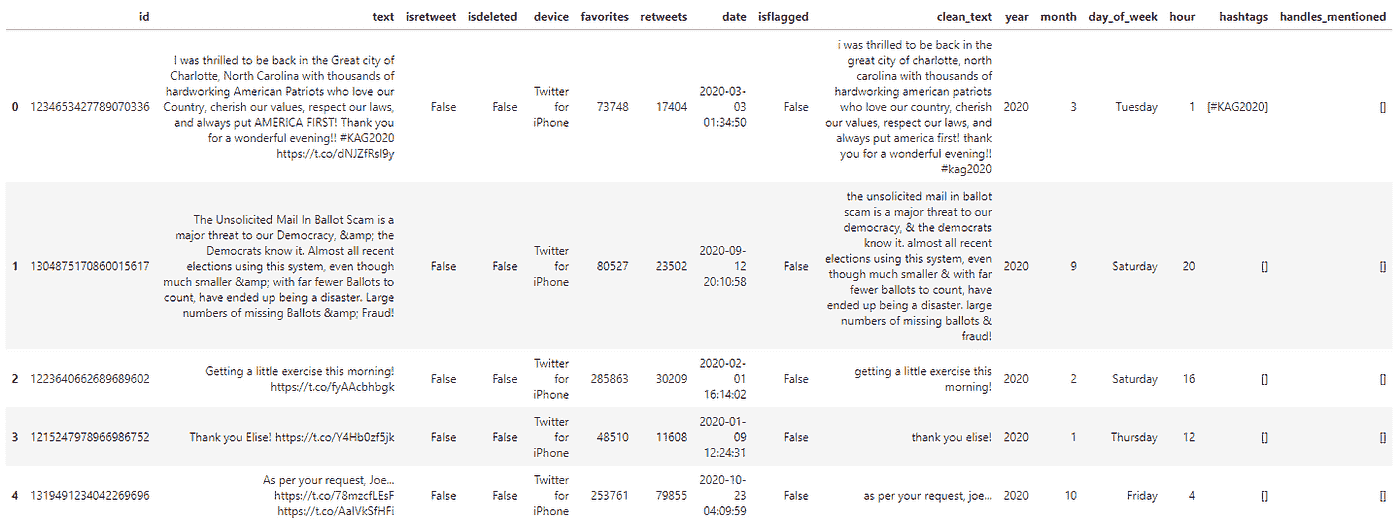 id text isretweet isdeleted device favorites retweets date isflagged clean_text year month day_of_week hour hashtags handles_mentioned
0 1234653427789070336
I was thrilled to be back in the Great city of
Charlotte, North Carolina with thousands of
hardworking American Patriots who love our
Country, cherish our values, respect our laws,
and always put AMERICA FIRST! Thank you
for a wonderful evening!! #KAG2020
https://t.co/dNJZfRsl9y
False False
Twitter
for
iPhone
73748 17404
2020-03-
03
01:34:50
False
i was thrilled to be back in the
great city of charlotte, north
carolina with thousands of
hardworking american patriots
who love our country, cherish
our values, respect our laws, and
always put america first! thank
you for a wonderful evening!!
#kag2020
2020 3 Tuesday 1 [#KAG2020] []
1 1304875170860015617
The Unsolicited Mail In Ballot Scam is a
major threat to our Democracy, &amp; the
Democrats know it. Almost all recent
elections using this system, even though
much smaller &amp; with far fewer Ballots to
count, have ended up being a disaster. Large
numbers of missing Ballots &amp; Fraud!
False False
Twitter
for
iPhone
80527 23502
2020-09-
12
20:10:58
False
the unsolicited mail in ballot
scam is a major threat to our
democracy, & the democrats
know it. almost all recent
elections using this system, even
though much smaller & with far
fewer ballots to count, have
ended up being a disaster. large
numbers of missing ballots &
fraud!
2020 9 Saturday 20 [] []
2 1223640662689689602
Getting a little exercise this morning!
https://t.co/fyAAcbhbgk
False False
Twitter
for
iPhone
285863 30209
2020-02-
01
16:14:02
False
getting a little exercise this
morning!
2020 2 Saturday 16 [] []
3 1215247978966986752
Thank you Elise! https://t.co/Y4Hb0zf5jk
False False
Twitter
for
iPhone
48510 11608
2020-01-
09
12:24:31
False
thank you elise!
2020 1 Thursday 12 [] []
4 1319491234042269696
As per your request, Joe...
https://t.co/78mzcfLEsF
https://t.co/AaIVkSfHFi
False False
Twitter
for
iPhone
253761 79855
2020-10-
23
04:09:59
False
as per your request, joe...
2020 10 Friday 4 [] []